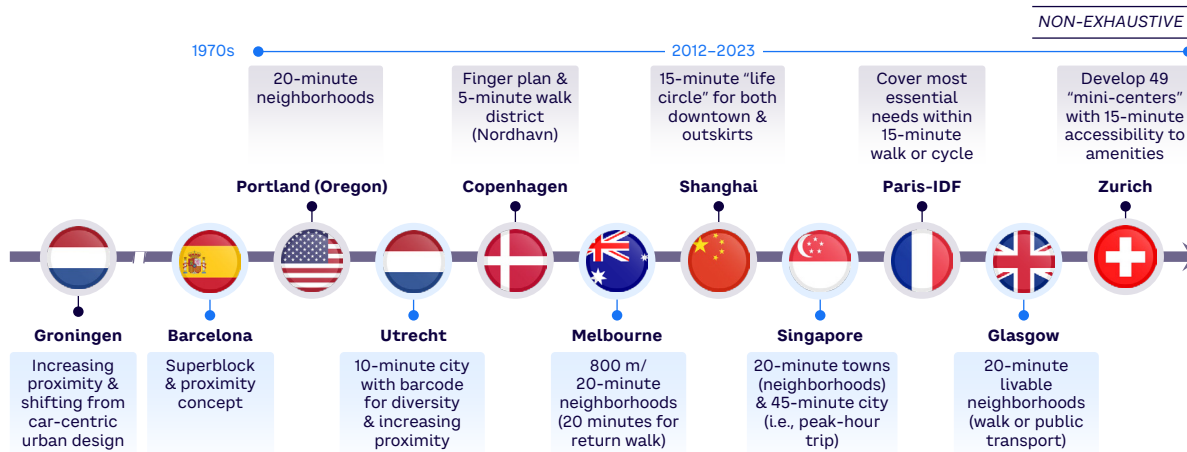 NON-EXHAUSTIVE
1970s
2012–2023
20-minute
neighborhoods
Finger plan &
5-minute walk
district
(Nordhavn)
15-minute “life
circle” for both
downtown &
outskirts
Cover most
essential
needs within
15-minute
walk or cycle
Develop 49
“mini-centers”
with 15-minute
accessibility to
amenities
Portland (Oregon)
Copenhagen
Shanghai
Paris-IDF
Zurich
Groningen
Barcelona
Utrecht
Melbourne
Singapore
Glasgow
Increasing
proximity &
shifting from
car-centric
urban design
Superblock
& proximity
concept
10-minute city
with barcode
for diversity
& increasing
proximity
800 m/
20-minute
neighborhoods
(20 minutes for
return walk)
20-minute towns
(neighborhoods)
& 45-minute city
(i.e., peak-hour
trip)
20-minute
livable
neighborhoods
(walk or public
transport)